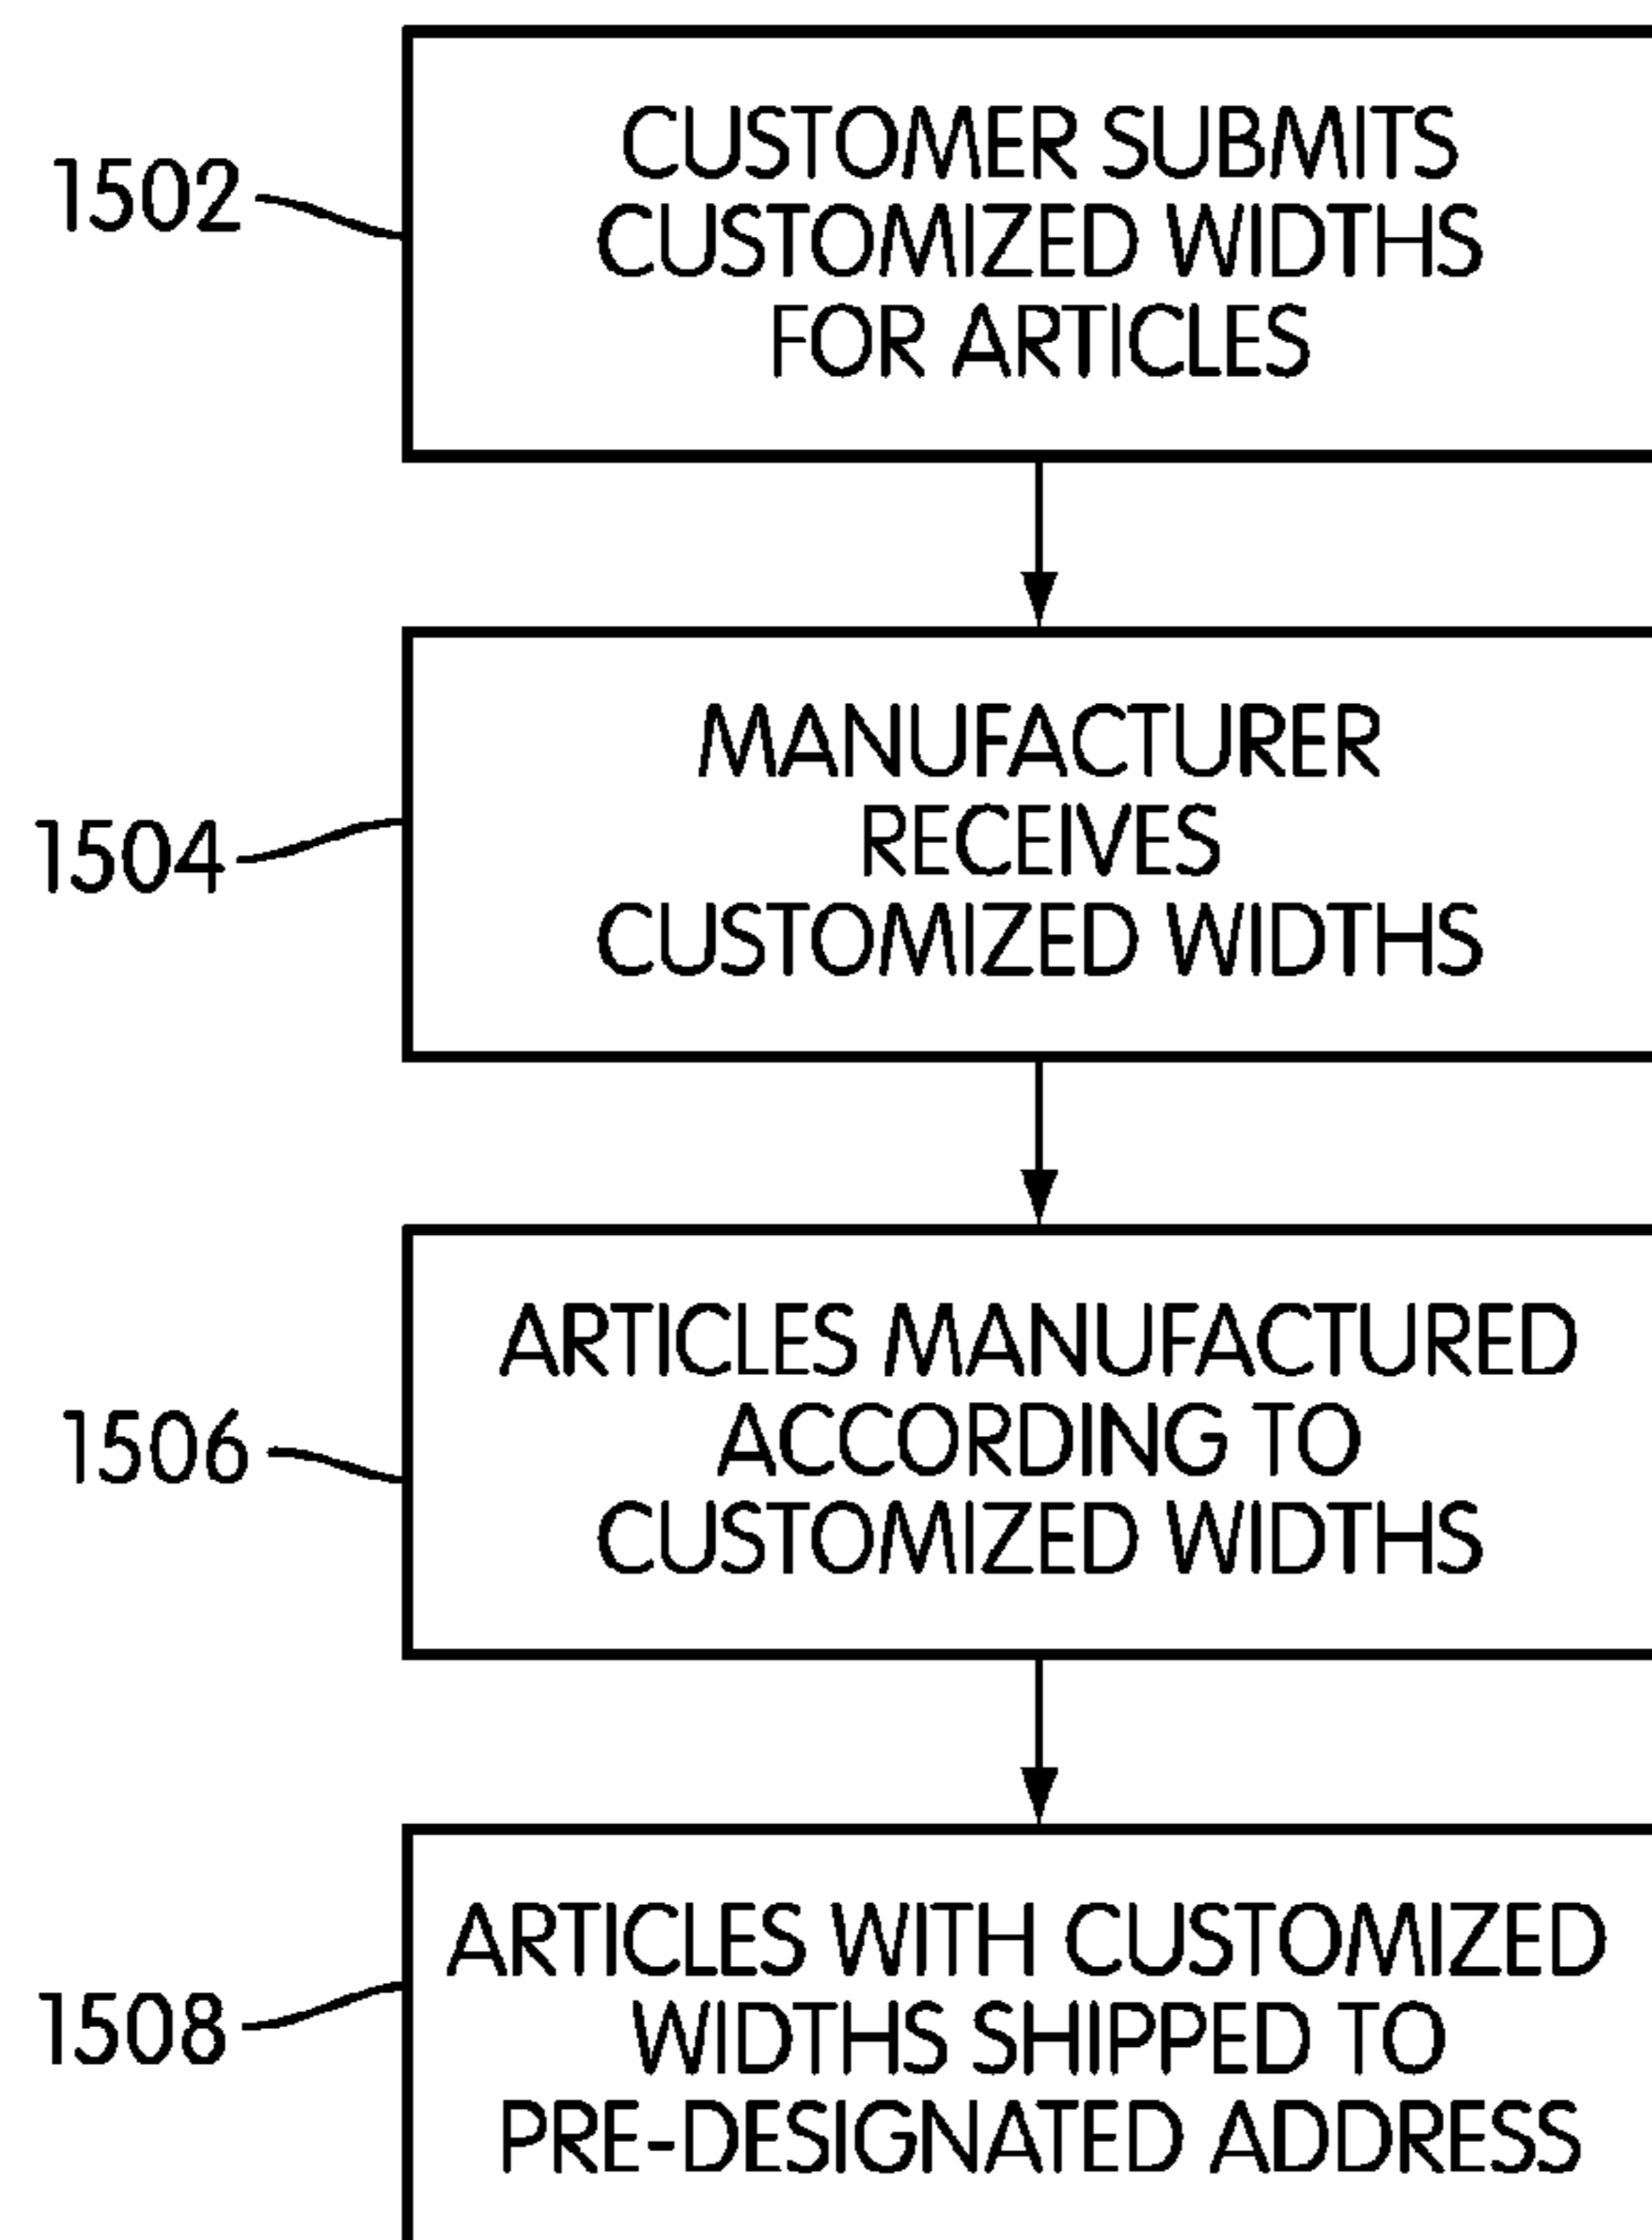 1502
CUSTOMER SUBMITS
CUSTOMIZED WIDTHS
FOR ARTICLES
1504
MANUFACTURER
RECEIVES
CUSTOMIZED WIDTHS
1506
ARTICLES MANUFACTURED
ACCORDING TO
CUSTOMIZED WIDTHS
1508
ARTICLES WITH CUSTOMIZED
WIDTHS SHIPPED TO
PRE-DESIGNATED ADDRESS